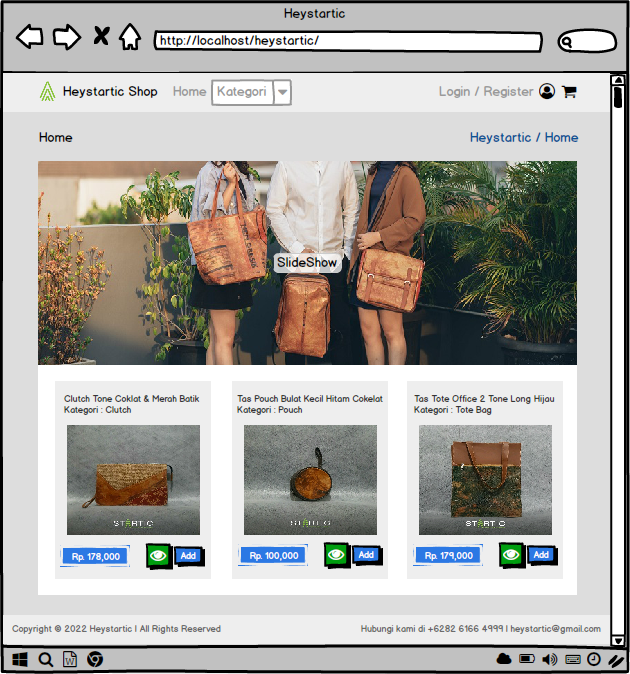 Heystartic
http://localhost/heystartic/
Heystartic Shop
Home
Kategori
Login / Register
Home
Heystartic / Home
SlideShow
Clutch Tone Coklat & Merah Batik
Kategori : Clutch
START C
Rp. 178,000
Add
Tas Pouch Bulat Kecil Hitam Cokelat
Kategori : Pouch
Rp. 100,000
Add
Tas Tote Office 2 Tone Long Hijau
Kategori : Tote Bag
START C
Rp. 179,000
Add
Copyright © 2022 Heystartic | All Rights Reserved
Hubungi kami di +6282 6166 4999 | heystartic@gmail.com
W